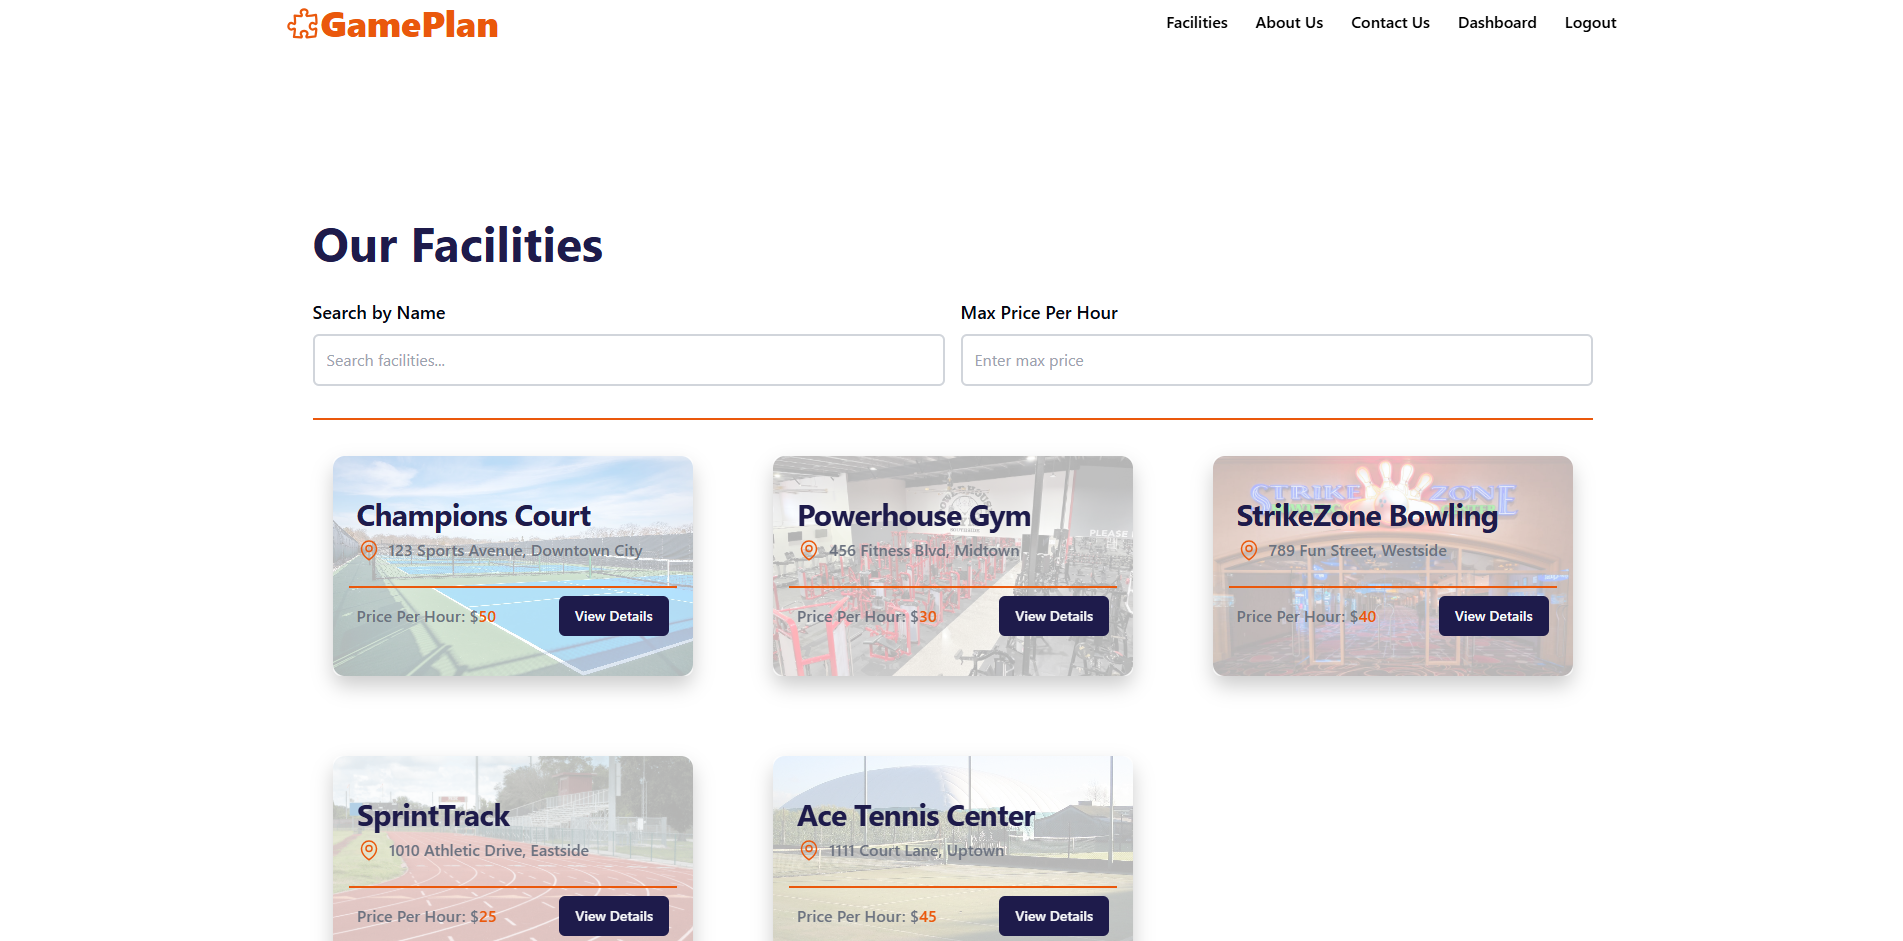 GamePlan
Facilities About Us Contact Us Dashboard Logout
Our Facilities
Search by Name
Max Price Per Hour
Search facilities...
Enter max price
STRIKE ZONE
PLEASE
Champions Court
123 Sports Avenue, Downtown City
Price Per Hour: $50
View Details
Powerhouse Gym
456 Fitness Blvd, Midtown
Price Per Hour: $30
View Details
StrikeZone Bowling
789 Fun Street, Westside
Price Per Hour: $40
View Details
SprintTrack
1010 Athletic Drive, Eastside
Price Per Hour: $25
View Details
Ace Tennis Center
1111 Court Lane, Uptown
Price Per Hour: $45
View Details